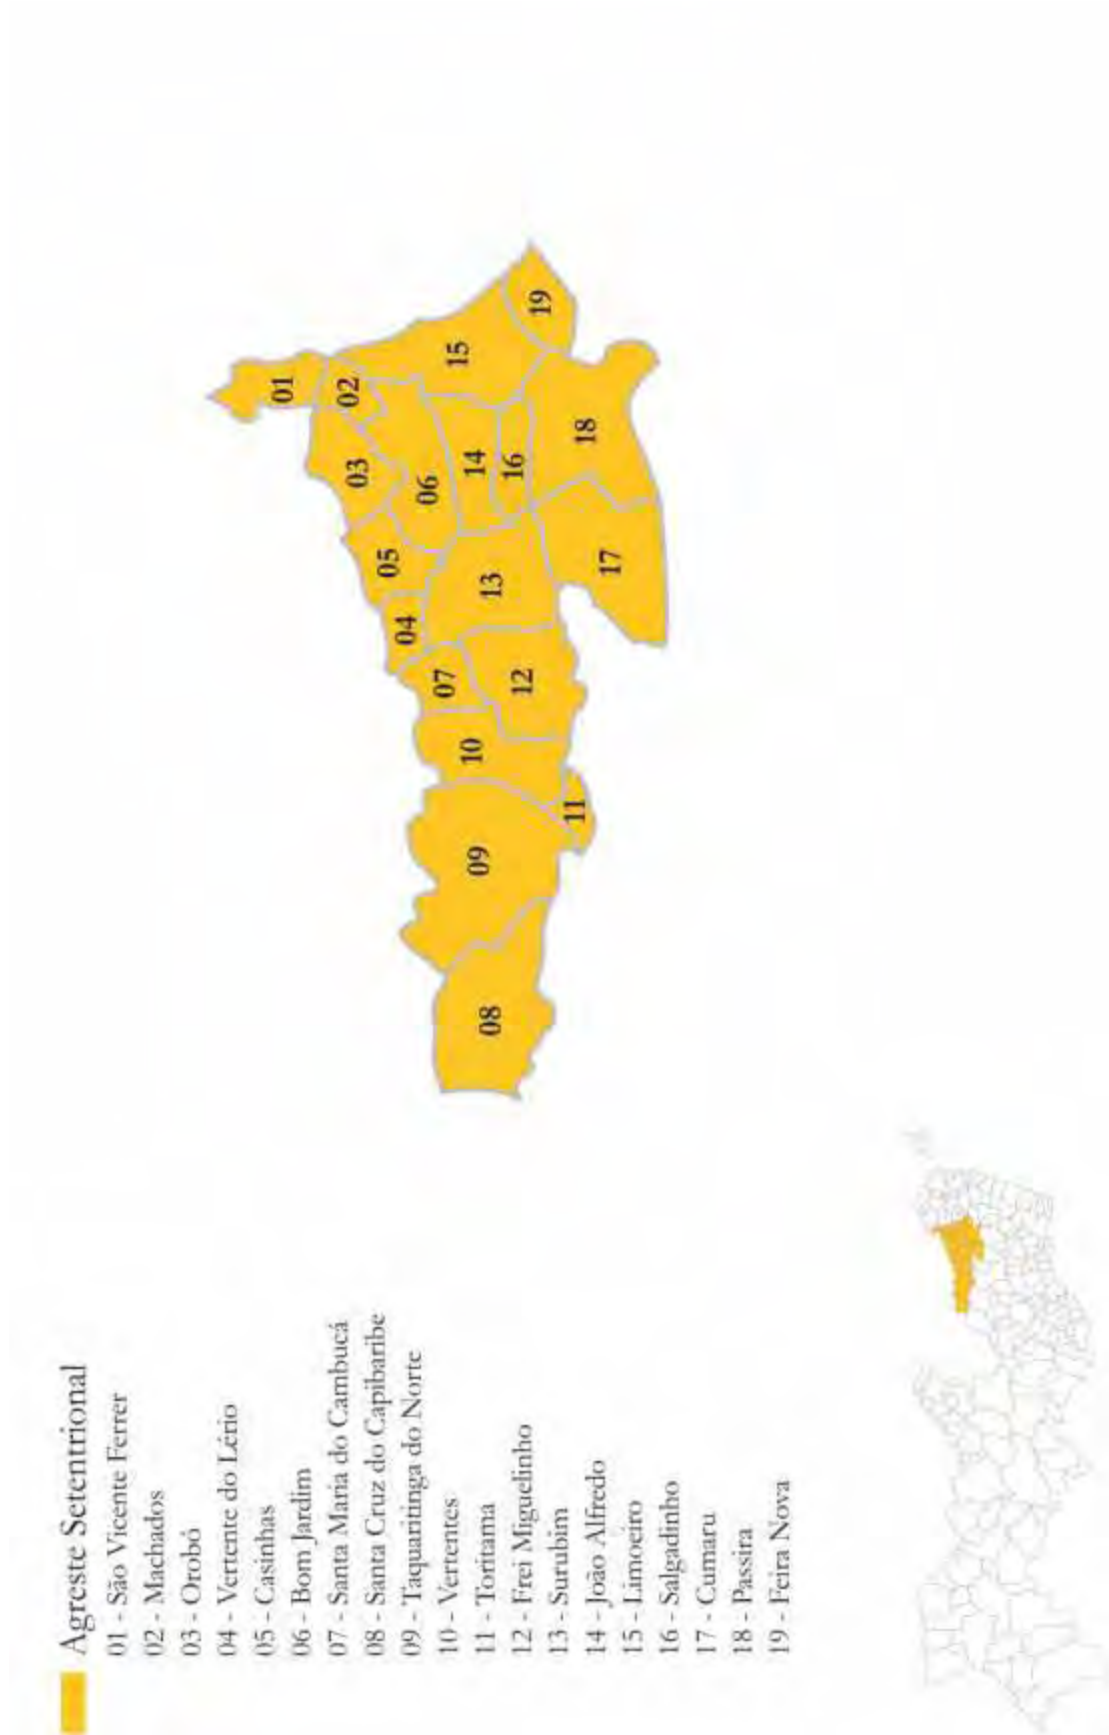 Agreste Setentrional
01 - São Vicente Ferrer
02 - Machados
03 - Orobó
04 - Vertente do Lério
05 - Casinhas
06 - Bom Jardim
07 - Santa Maria do Cambucá
08 - Santa Cruz do Capibaribe
09 - Taquaritinga do Norte
10 - Vertentes
11 - Toritama
12 - Frei Miguelinho
13 - Surubim
14 - João Alfredo
15 - Limoeiro
16 - Salgadinho
17 - Cumaru
18 - Passira
19 - Feira Nova
01
02
03
04
05
06
07
08
09
10
11
12
13
14
15
16
17
18
19